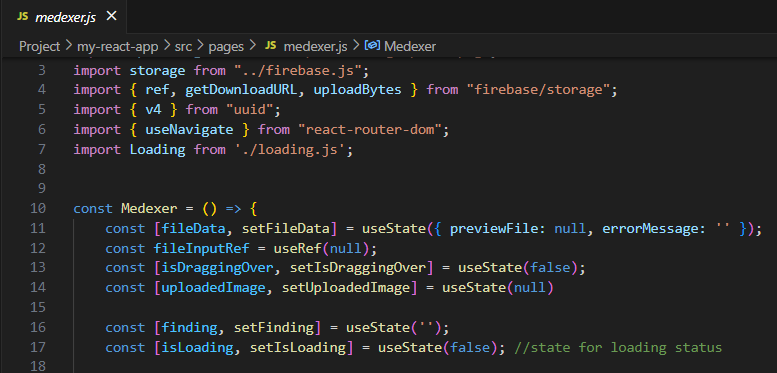 JS medexer.js ×
Project > my-react-app > src > pages > JS medexer.js > Medexer
3 import storage from "../firebase.js";
4 import { ref, getDownloadURL, uploadBytes } from "firebase/storage";
5 import { v4 } from "uuid";
6 import { useNavigate } from "react-router-dom";
7 import Loading from './loading.js';
8
9
10 const Medexer = () => {
11 const [fileData, setFileData] = useState({ previewFile: null, errorMessage: '' });
12 const fileInputRef = useRef(null);
13 const [isDraggingOver, setIsDraggingOver] = useState(false);
14 const [uploadedImage, setUploadedImage] = useState(null)
15
16 const [finding, setFinding] = useState('');
17 const [isLoading, setIsLoading] = useState(false); //state for loading status
18